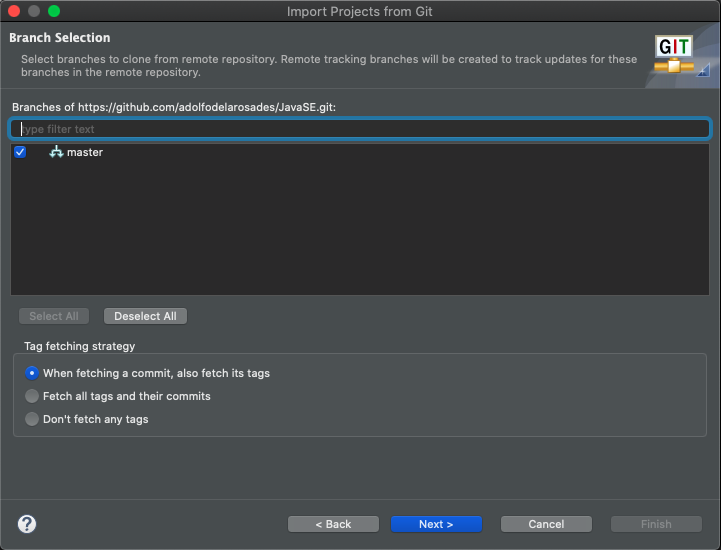 Import Projects from Git
Branch Selection
Select branches to clone from remote repository. Remote tracking branches will be created to track updates for these
branches in the remote repository.
GIT
Branches of https://github.com/adolfodelarosades/JavaSE.git:
type filter text
master
Select All
Deselect All
Tag fetching strategy
When fetching a commit, also fetch its tags
Fetch all tags and their commits
Don't fetch any tags
?
< Back
Next >
Cancel
Finish